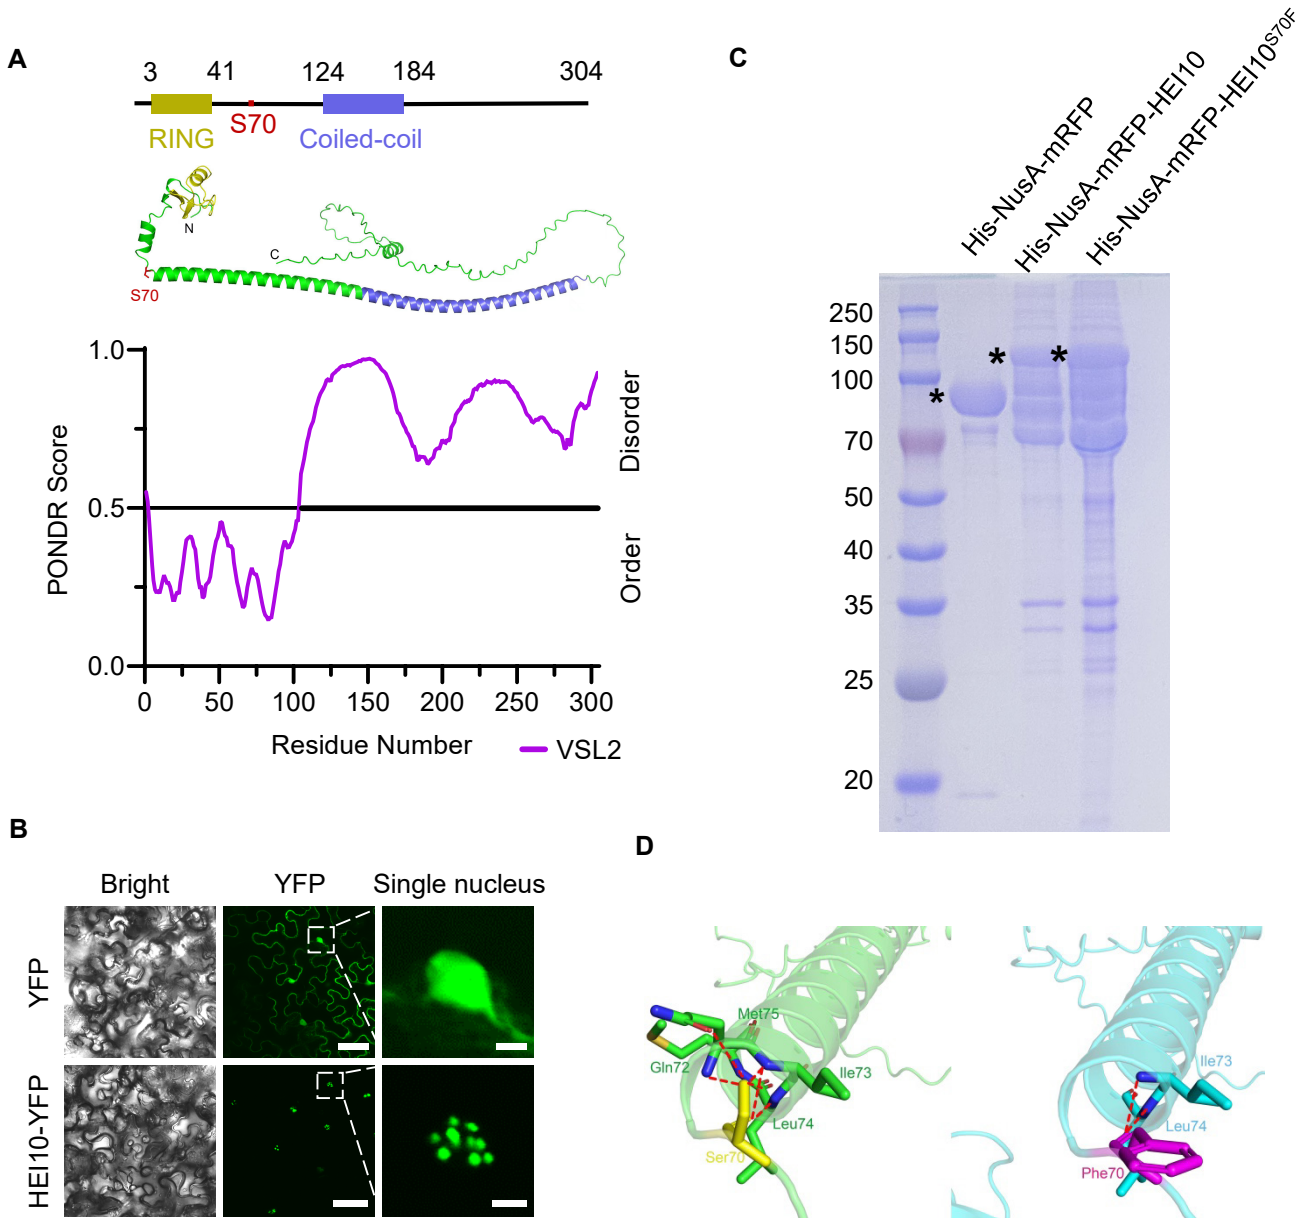 A
3 41 124 184 304
S70
RING Coiled-coil
N
C
S70
1.0
0.5
0.0
PONDR Score
Disorder
Order
0 50 100 150 200 250 300
Residue Number
VSL2
B
Bright YFP Single nucleus
YFP
HEI10-YFP
C
His-NusA-mRFP
His-NusA-mRFP-HEI10
His-NusA-mRFP-HEI10S70F
250
150
100
70
50
40
35
25
20
*
*
*
D
Met75
Gln72
Ile73
Leu74
Ser70
Ile73
Leu74
Phe70